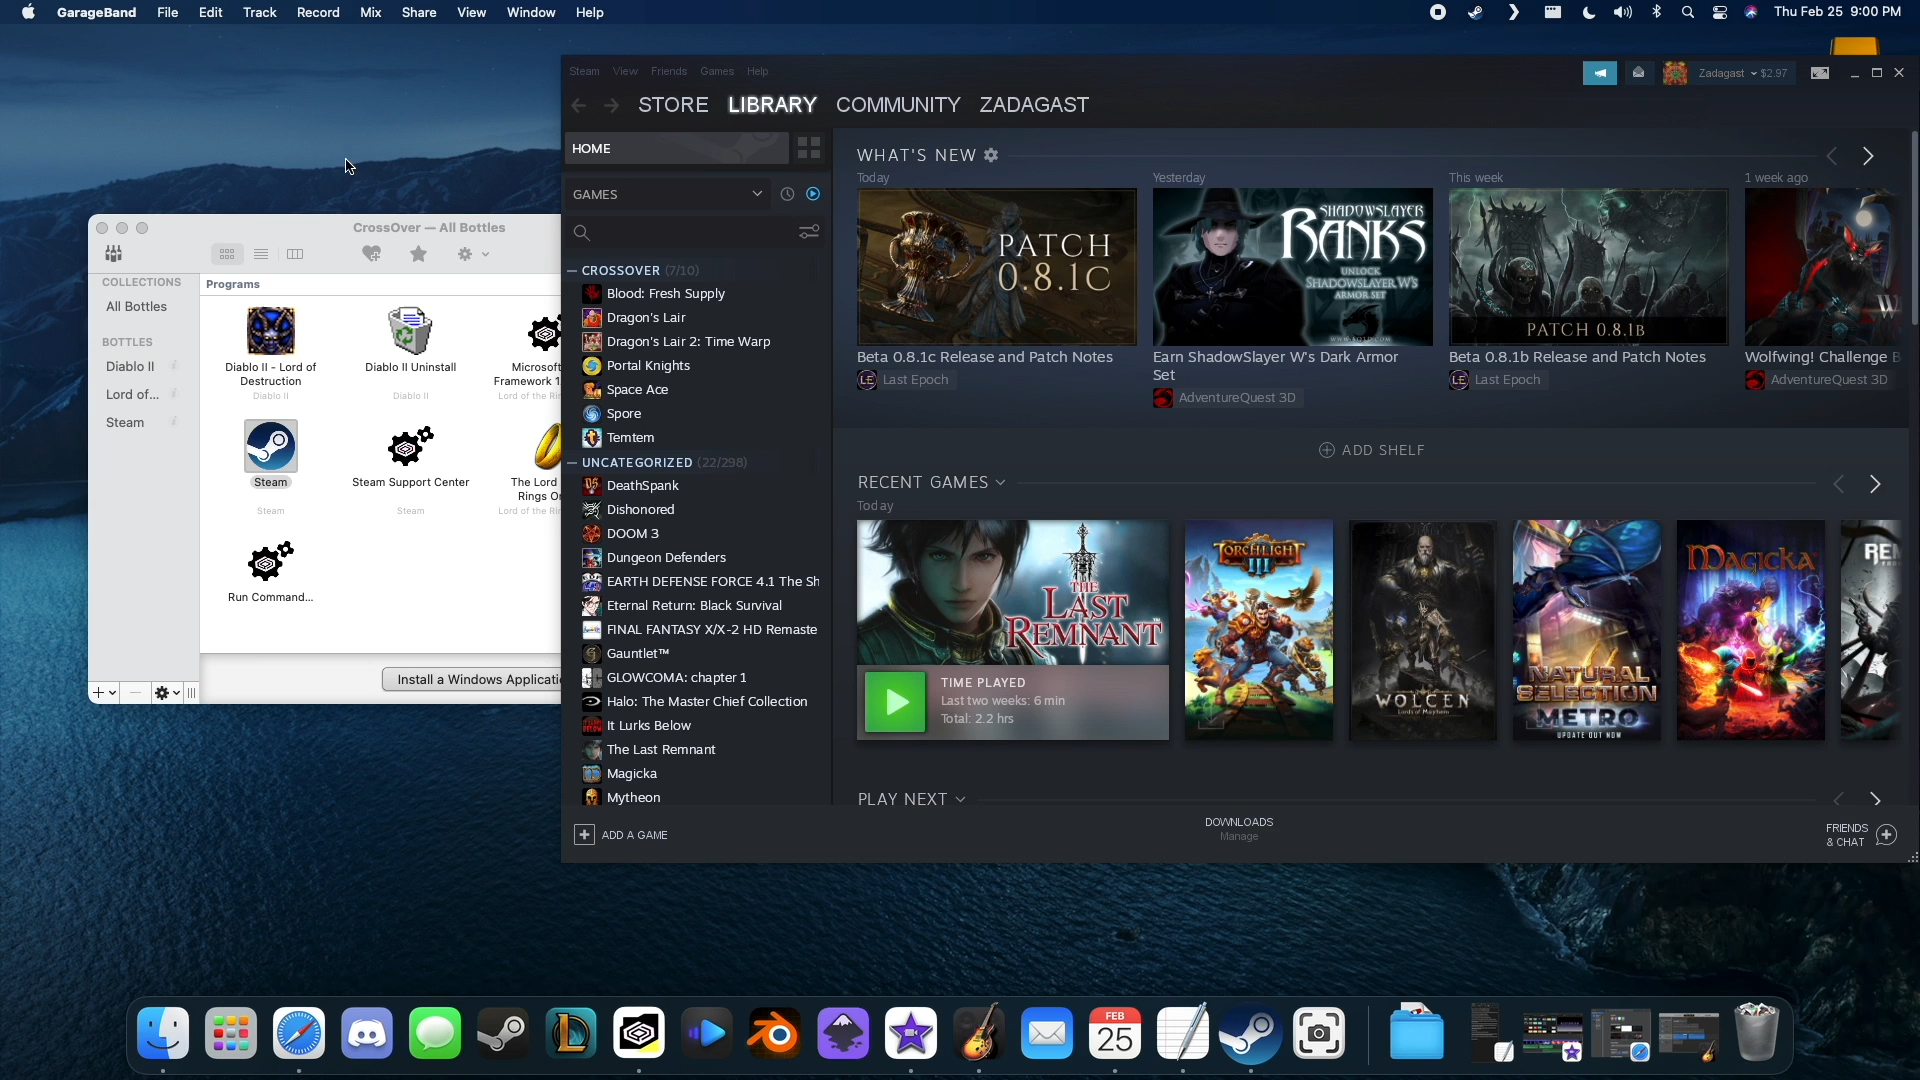 GarageBand File Edit Track Record Mix Share View Window Help
Thu Feb 25 9:00 PM
CrossOver — All Bottles
COLLECTIONS
All Bottles
BOTTLES
Diablo II
Lord of...
Steam
Programs
Diablo II - Lord of
Destruction
Diablo II
Diablo II Uninstall
Diablo II
Microsoft
Framework 1.
Lord of the Rin
Steam
Steam
Steam Support Center
Steam
The Lord
Rings O
Lord of the Rin
Run Command...
Install a Windows Applicati
Steam View Friends Games Help
Zadagast $2.97
STORE LIBRARY COMMUNITY ZADAGAST
HOME
GAMES
CROSSOVER (7/10)
Blood: Fresh Supply
Dragon's Lair
Dragon's Lair 2: Time Warp
Portal Knights
Space Ace
Spore
Temtem
UNCATEGORIZED (22/298)
DeathSpank
Dishonored
DOOM 3
Dungeon Defenders
EARTH DEFENSE FORCE 4.1 The Sh
Eternal Return: Black Survival
FINAL FANTASY X/X-2 HD Remaste
Gauntlet™
GLOWCOMA: chapter 1
Halo: The Master Chief Collection
It Lurks Below
The Last Remnant
Magicka
Mytheon
ADD A GAME
WHAT'S NEW
Today
PATCH
0.8.1C
Beta 0.8.1c Release and Patch Notes
LE Last Epoch
Yesterday
SHADOWSLAYER
RANKS
UNLOCK
SHADOWSLAYER W'S
ARMOR SET
WWW.AQ3D.COM
Earn ShadowSlayer W's Dark Armor
Set
AdventureQuest 3D
This week
PATCH 0.8.1B
Beta 0.8.1b Release and Patch Notes
LE Last Epoch
1 week ago
W
Wolfwing! Challenge B
AdventureQuest 3D
ADD SHELF
RECENT GAMES
Today
THE
LAST
REMNANT™
TIME PLAYED
Last two weeks: 6 min
Total: 2.2 hrs
TORCHLIGHT
III
WOLCEN
Lords of Mayhem
NATURAL
SELECTION
METRO
UPDATE OUT NOW
MAGICKA
REM
PLAY NEXT
DOWNLOADS
Manage
FRIENDS
& CHAT
FEB
25